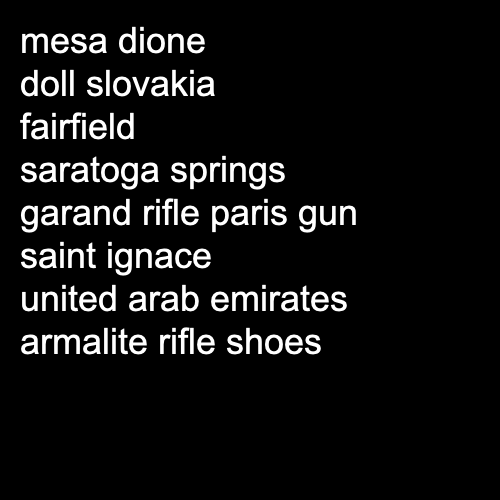 mesa dione
doll slovakia
fairfield
saratoga springs
garand rifle paris gun
saint ignace
united arab emirates
armalite rifle shoes